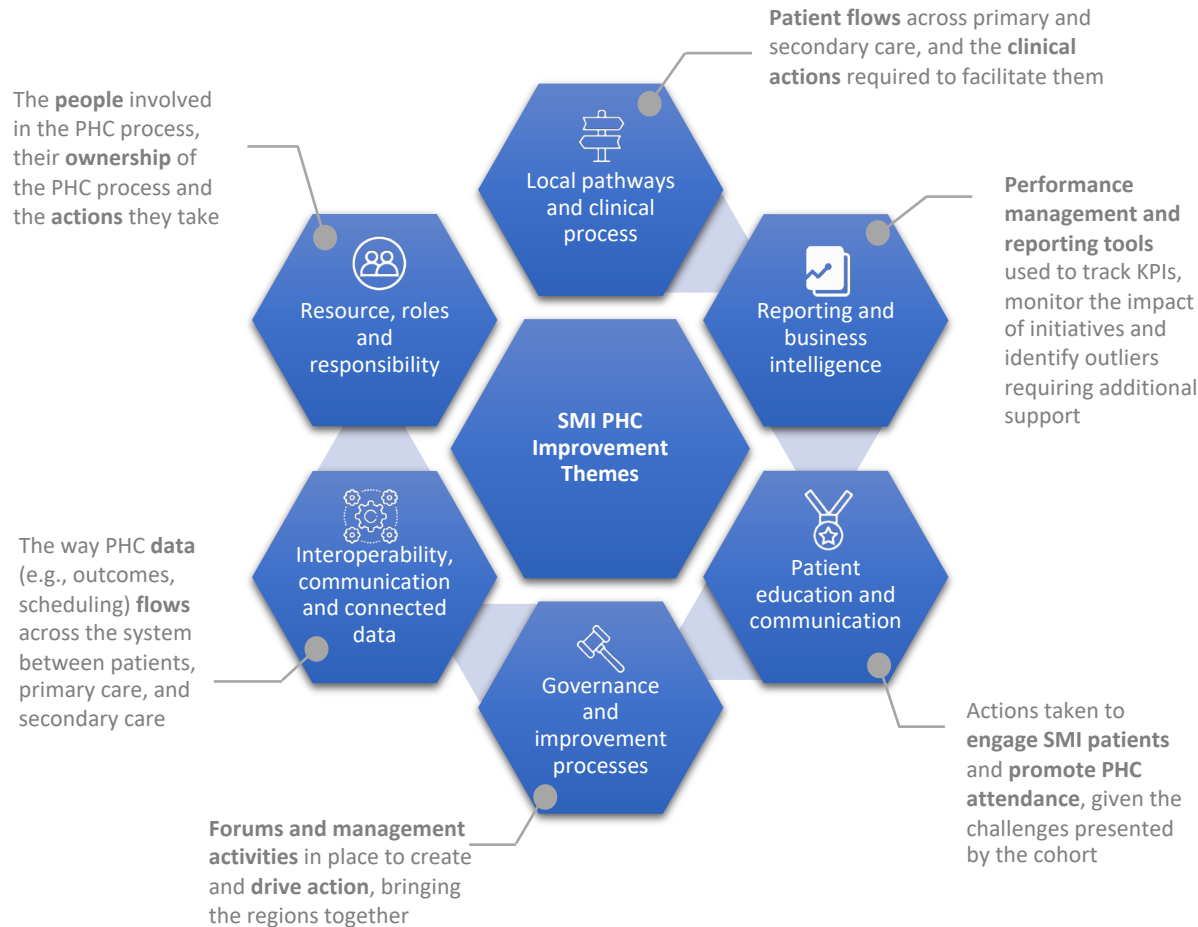 Patient flows across primary and
secondary care, and the clinical
actions required to facilitate them
The people involved
in the PHC process,
their ownership of
the PHC process and
the actions they take
Local pathways
and clinical
process
Performance
management and
reporting tools
used to track KPIs,
monitor the impact
of initiatives and
identify outliers
requiring additional
support
Resource, roles
and
responsibility
Reporting and
business
intelligence
SMI PHC
Improvement
Themes
Interoperability,
communication
and connected
data
Patient
education and
communication
The way PHC data
(e.g., outcomes,
scheduling) flows
across the system
between patients,
primary care, and
secondary care
Governance
and
improvement
processes
Actions taken to
engage SMI patients
and promote PHC
attendance, given the
challenges presented
by the cohort
Forums and management
activities in place to create
and drive action, bringing
the regions together